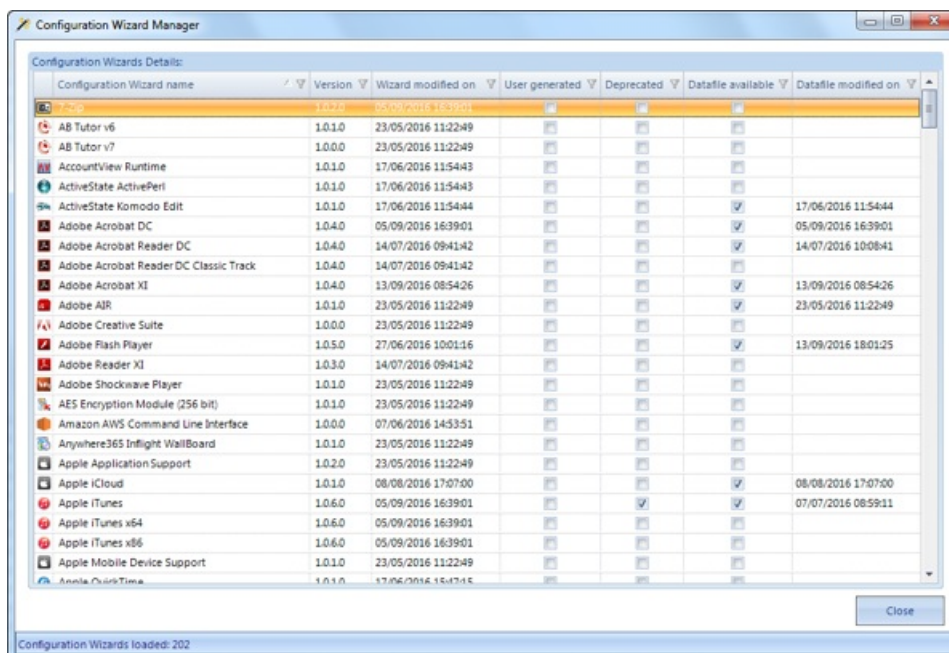 Configuration Wizard Manager
Configuration Wizards Details:
Configuration Wizard name Version Wizard modified on User generated Deprecated Datafile available Datafile modified on
7-Zip 1.0.2.0 05/09/2016 16:39:01
AB Tutor v6 1.0.1.0 23/05/2016 11:22:49
AB Tutor v7 1.0.0.0 23/05/2016 11:22:49
AccountView Runtime 1.0.1.0 17/06/2016 11:54:43
ActiveState ActivePerl 1.0.1.0 17/06/2016 11:54:43
ActiveState Komodo Edit 1.0.1.0 17/06/2016 11:54:44 17/06/2016 11:54:44
Adobe Acrobat DC 1.0.4.0 05/09/2016 16:39:01 05/09/2016 16:39:01
Adobe Acrobat Reader DC 1.0.4.0 14/07/2016 09:41:42 14/07/2016 10:08:41
Adobe Acrobat Reader DC Classic Track 1.0.4.0 14/07/2016 09:41:42
Adobe Acrobat XI 1.0.4.0 13/09/2016 08:54:26 13/09/2016 08:54:26
Adobe AIR 1.0.1.0 23/05/2016 11:22:49 23/05/2016 11:22:49
Adobe Creative Suite 1.0.0.0 23/05/2016 11:22:49
Adobe Flash Player 1.0.5.0 27/06/2016 10:01:16 13/09/2016 18:01:25
Adobe Reader XI 1.0.3.0 14/07/2016 09:41:42
Adobe Shockwave Player 1.0.1.0 23/05/2016 11:22:49
AES Encryption Module (256 bit) 1.0.1.0 23/05/2016 11:22:49
Amazon AWS Command Line Interface 1.0.0.0 07/06/2016 14:53:51
Anywhere365 Inflight WallBoard 1.0.1.0 23/05/2016 11:22:49
Apple Application Support 1.0.2.0 23/05/2016 11:22:49
Apple iCloud 1.0.1.0 08/08/2016 17:07:00 08/08/2016 17:07:00
Apple iTunes 1.0.6.0 05/09/2016 16:39:01 07/07/2016 08:59:11
Apple iTunes x64 1.0.6.0 05/09/2016 16:39:01
Apple iTunes x86 1.0.6.0 05/09/2016 16:39:01
Apple Mobile Device Support 1.0.1.0 23/05/2016 11:22:49
Apple QuickTime 1.0.1.0 17/06/2016 15:47:15
Close
Configuration Wizards loaded: 202